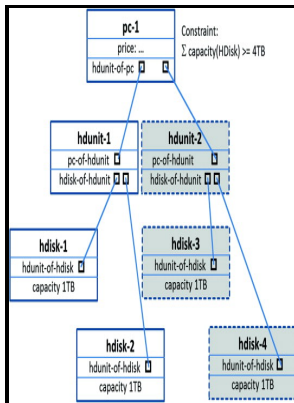 pc-1
price: ...
hdunit-of-pc
Constraint:
Σ capacity(HDisk) >= 4TB
hdunit-1
pc-of-hdunit
hdisk-of-hdunit
hdunit-2
pc-of-hdunit
hdisk-of-hdunit
hdisk-1
hdunit-of-hdisk
capacity 1TB
hdisk-3
hdunit-of-hdisk
capacity 1TB
hdisk-2
hdunit-of-hdisk
capacity 1TB
hdisk-4
hdunit-of-hdisk
capacity 1TB